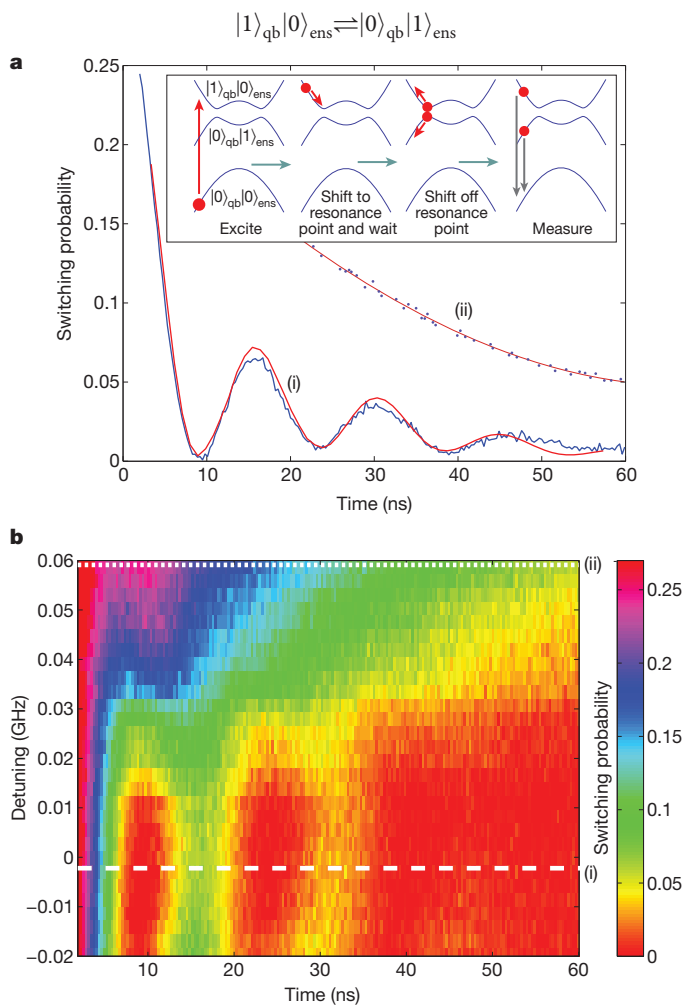 |1⟩qb|0⟩ens⇌|0⟩qb|1⟩ens
a
0.25
0.2
0.15
0.1
0.05
0
Switching probability
|1⟩qb|0⟩ens
|0⟩qb|1⟩ens
|0⟩qb|0⟩ens
Excite
Shift to
resonance
point and wait
Shift off
resonance
point
Measure
(ii)
(i)
0
10
20
30
40
50
60
Time (ns)
b
0.06
0.05
0.04
0.03
0.02
0.01
0
−0.01
−0.02
Detuning (GHz)
(ii)
(i)
10
20
30
40
50
60
Time (ns)
0.25
0.2
0.15
0.1
0.05
0
Switching probability